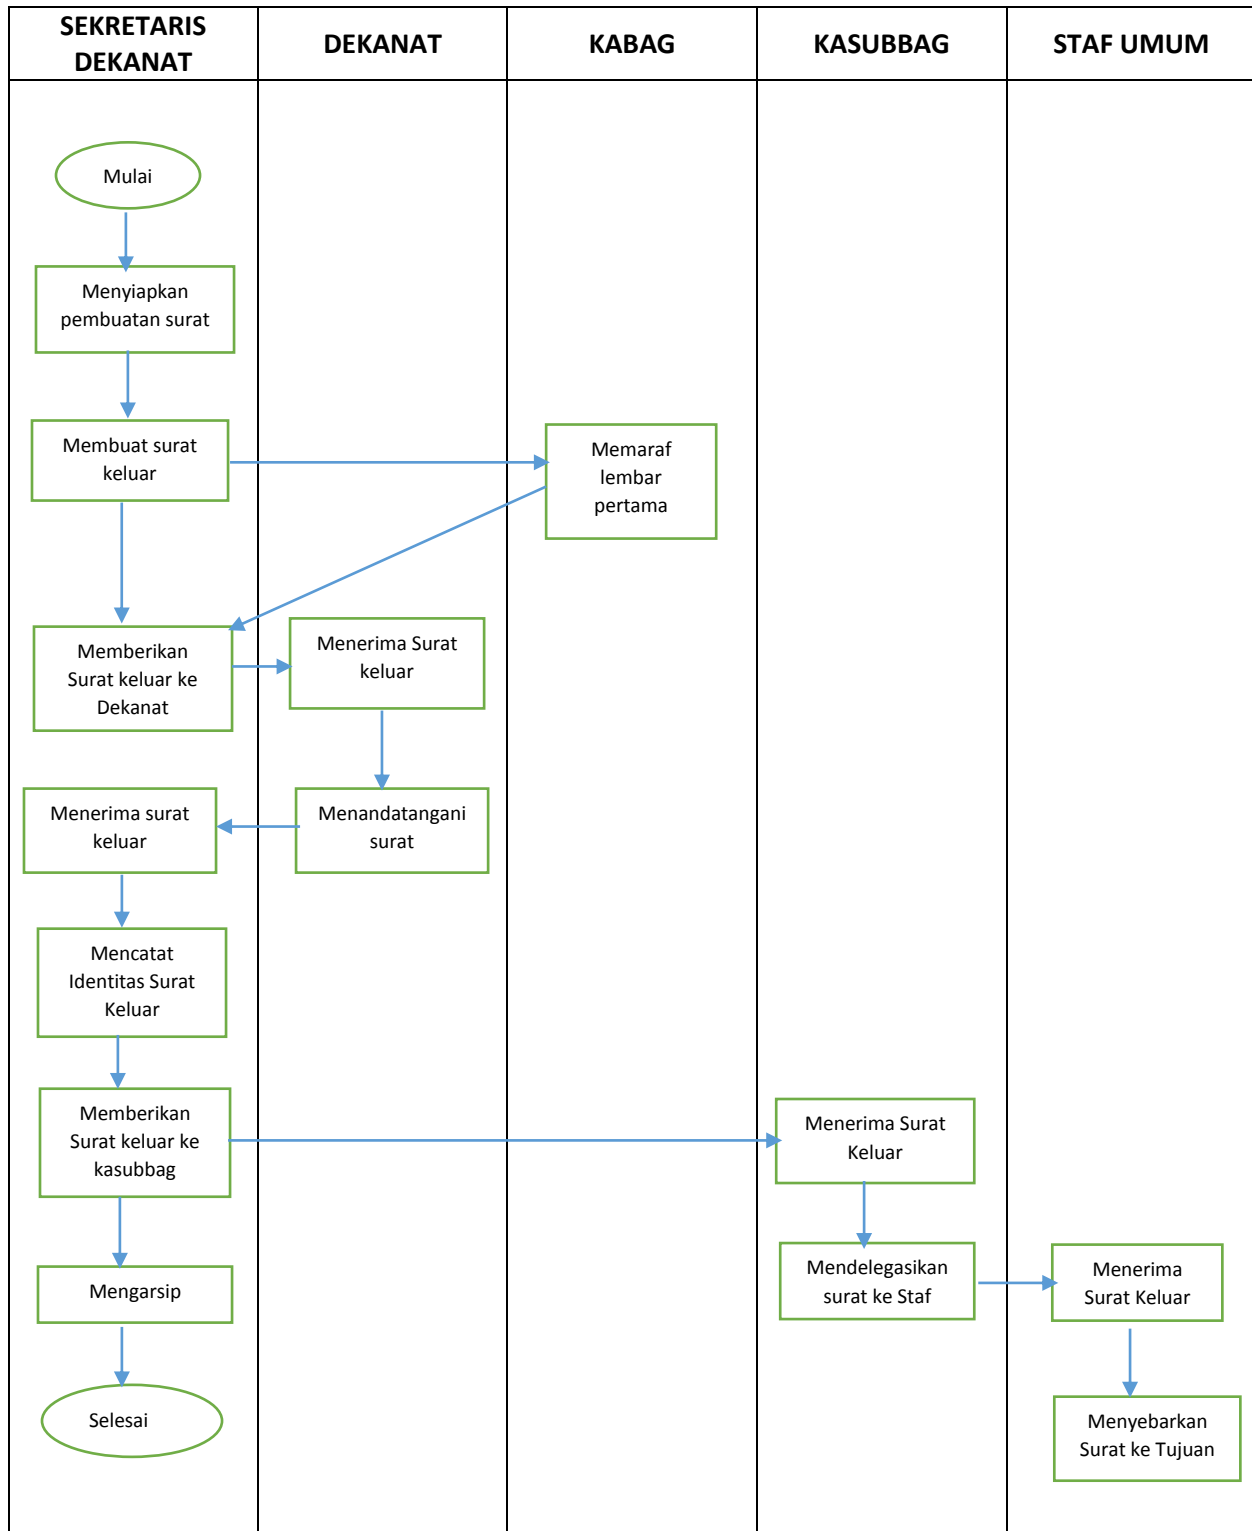 SEKRETARIS
DEKANAT
DEKANAT
KABAG
KASUBBAG
STAF UMUM
Mulai
Menyiapkan
pembuatan surat
Membuat surat
keluar
Memaraf
lembar
pertama
Memberikan
Surat keluar ke
Dekanat
Menerima Surat
keluar
Menerima surat
keluar
Menandatangani
surat
Mencatat
Identitas Surat
Keluar
Memberikan
Surat keluar ke
kasubbag
Menerima Surat
Keluar
Mengarsip
Mendelegasikan
surat ke Staf
Menerima
Surat Keluar
Selesai
Menyebarkan
Surat ke Tujuan